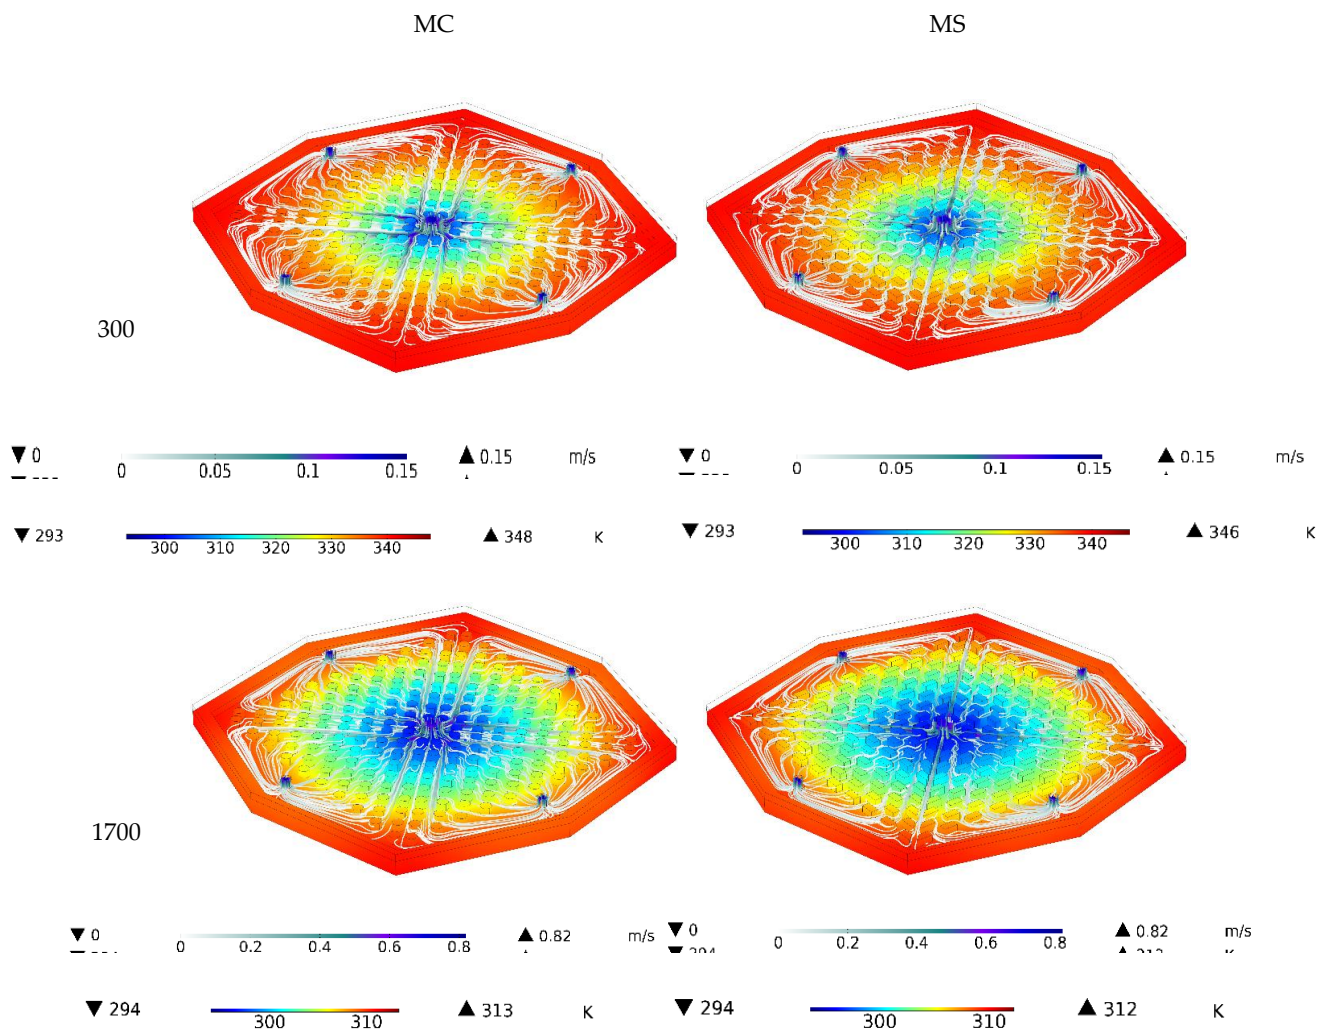 MC MS
300
▼ 0 0 0.05 0.1 0.15 ▲ 0.15 m/s ▼ 0 0 0.05 0.1 0.15 ▲ 0.15 m/s
▼ 293 300 310 320 330 340 ▲ 348 K ▼ 293 300 310 320 330 340 ▲ 346 K
1700
▼ 0 0 0.2 0.4 0.6 0.8 ▲ 0.82 m/s ▼ 0 0 0.2 0.4 0.6 0.8 ▲ 0.82 m/s
▼ 294 300 310 ▲ 313 K ▼ 294 300 310 ▲ 312 K